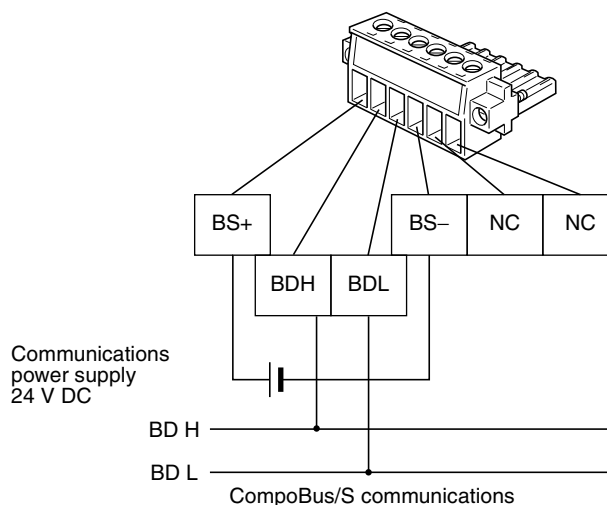 BS+
BS−
NC
NC
BDH
BDL
Communications
power supply
24 V DC
BD H
BD L
CompoBus/S communications